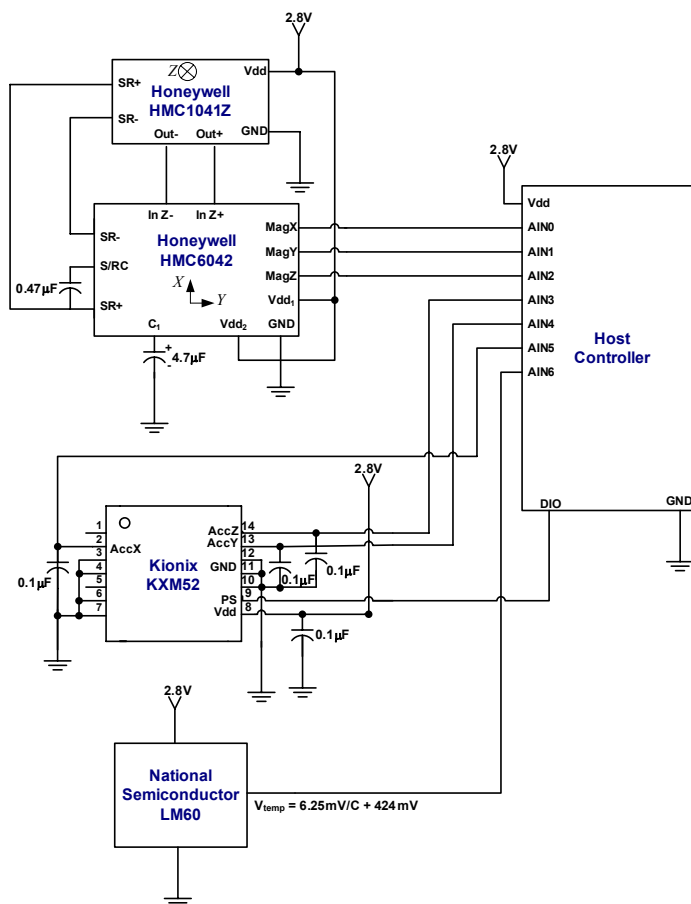 2.8V
SR+
Z
Vdd
Honeywell
HMC1041Z
SR-
GND
Out-
Out+
2.8V
Vdd
In Z-
In Z+
MagX
AIN0
SR-
Honeywell
HMC6042
MagY
AIN1
S/RC
MagZ
AIN2
0.47µF
X
Y
SR+
Vdd1
AIN3
C1
Vdd2
GND
AIN4
AIN5
AIN6
Host
Controller
+
4.7µF
-
2.8V
DIO
GND
1
2
3
4
5
6
7
AccX
Kionix
KXM52
AccZ
AccY
GND
PS
Vdd
14
13
12
11
10
9
8
0.1µF
0.1µF
0.1µF
0.1µF
2.8V
National
Semiconductor
LM60
Vtemp = 6.25mV/C + 424mV